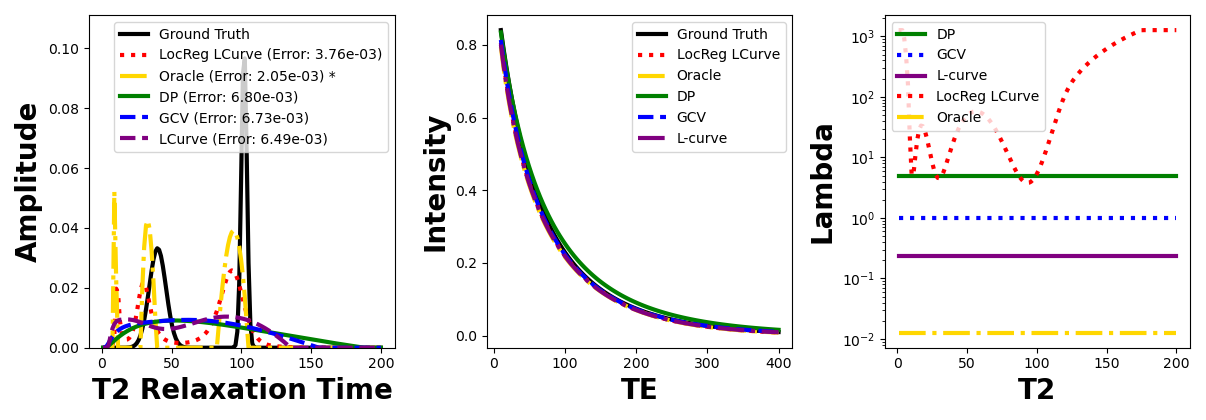 Amplitude
0.10
0.08
0.06
0.04
0.02
0.00
Ground Truth
LocReg LCurve (Error: 3.76e-03)
Oracle (Error: 2.05e-03) *
DP (Error: 6.80e-03)
GCV (Error: 6.73e-03)
LCurve (Error: 6.49e-03)
0 50 100 150 200
T2 Relaxation Time
Intensity
0.8
0.6
0.4
0.2
0.0
Ground Truth
LocReg LCurve
Oracle
DP
GCV
L-curve
0 100 200 300 400
TE
Lambda
10³
10²
10¹
10⁰
10⁻¹
10⁻²
DP
GCV
L-curve
LocReg LCurve
Oracle
0 50 100 150 200
T2